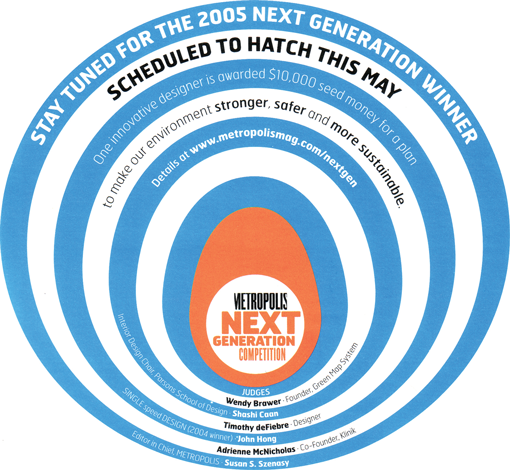 STAY TUNED FOR THE 2005 NEXT GENERATION WINNER
SCHEDULED TO HATCH THIS MAY
One innovative designer is awarded $10,000 seed money for a plan
to make our environment stronger, safer and more sustainable.
Details at www.metropolismag.com/nextgen
METROPOLIS
NEXT
GENERATION
COMPETITION
JUDGES
Wendy Brawer · Founder, Green Map System
Interior Design Chair, Parsons School of Design · Shashi Caan
Timothy deFiebre · Designer
SINGLE speed DESIGN (2004 winner) · John Hong
Adrienne McNicholas · Co-Founder, Klinik
Editor in Chief, METROPOLIS · Susan S. Szenasy